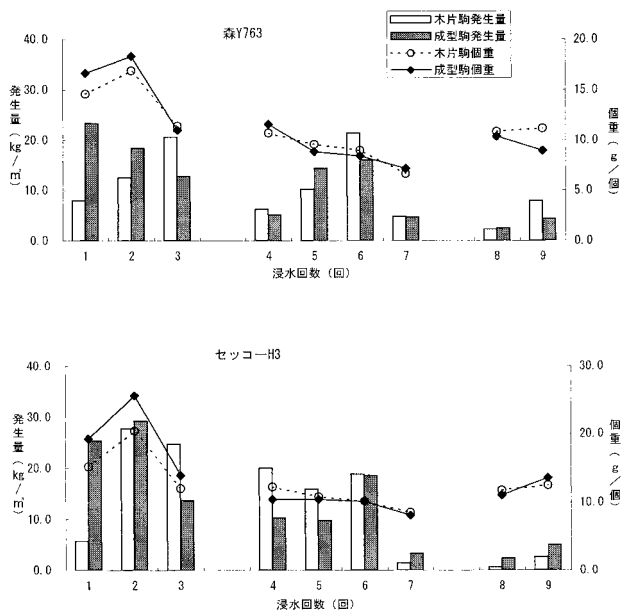 森Y763
木片駒発生量
成型駒発生量
木片駒個重
成型駒個重
発生量(kg/㎡)
40.0
30.0
20.0
10.0
0.0
個重(g/個)
20.0
15.0
10.0
5.0
0.0
1 2 3 4 5 6 7 8 9
浸水回数(回)
セッコーH3
発生量(kg/㎡)
40.0
30.0
20.0
10.0
0.0
個重(g/個)
30.0
20.0
10.0
0.0
1 2 3 4 5 6 7 8 9
浸水回数(回)